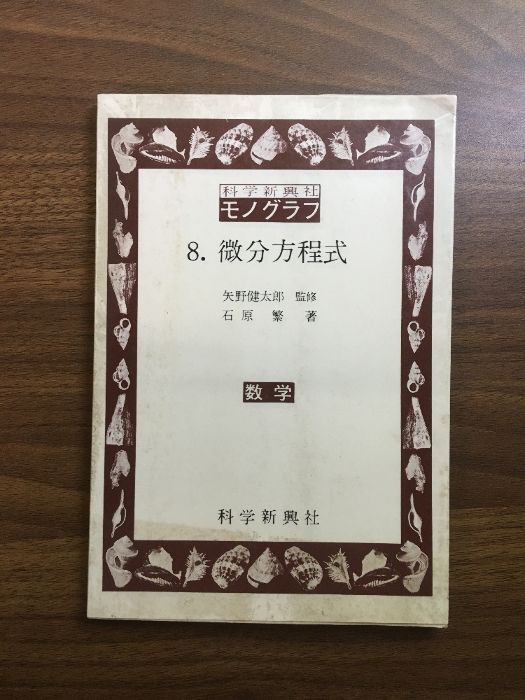 科学新興社
モノグラフ
8. 微分方程式
矢野健太郎 監修
石原 繁 著
数学
科学新興社